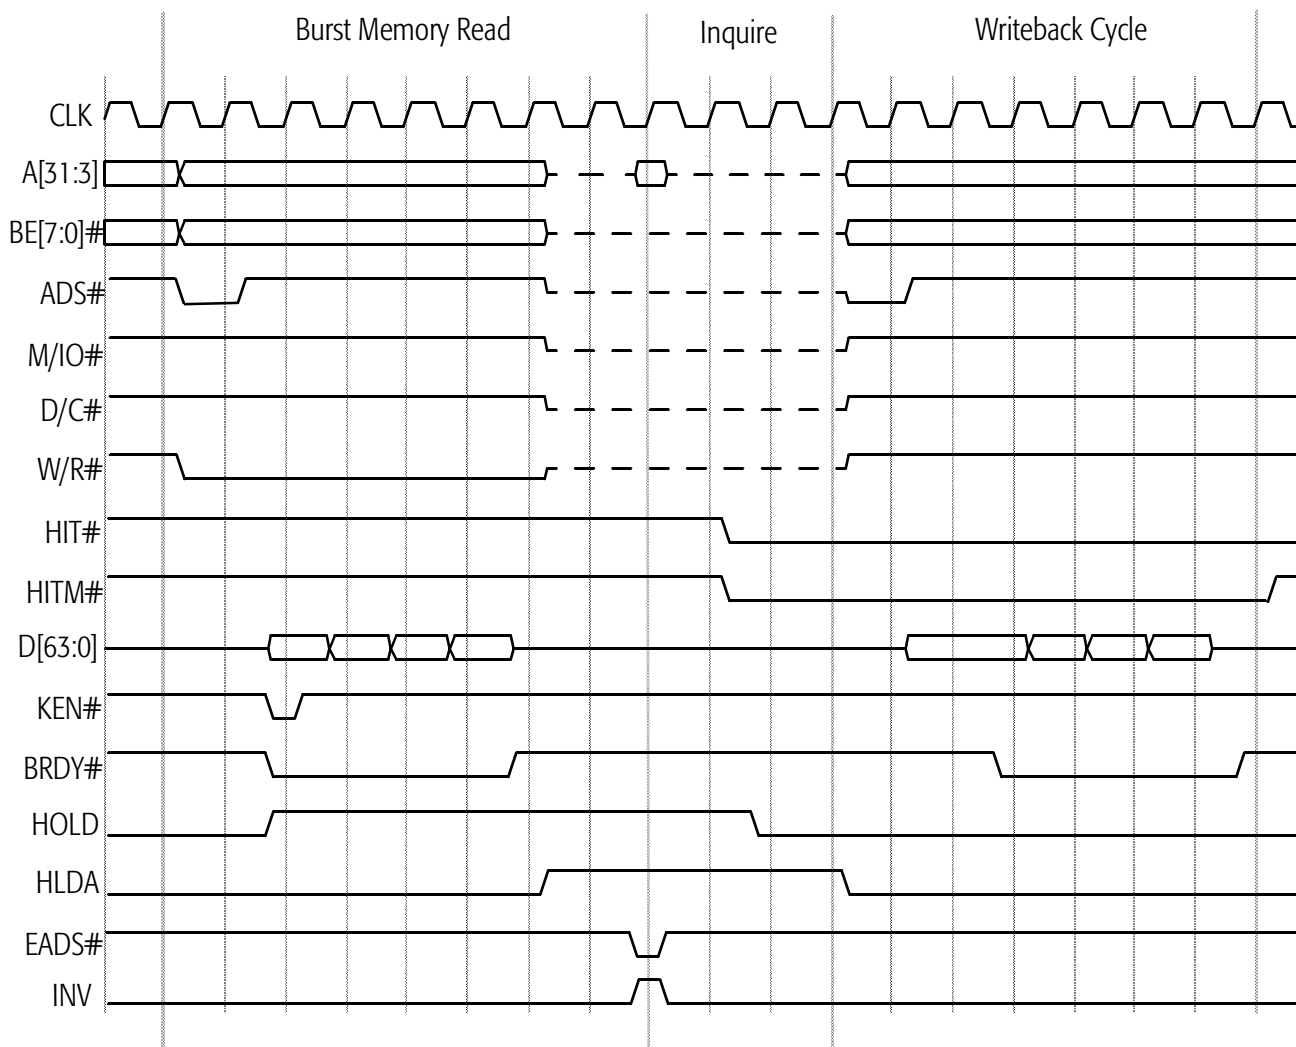 Burst Memory Read
Inquire
Writeback Cycle
CLK
A[31:3]
BE[7:0]#
ADS#
M/IO#
D/C#
W/R#
HIT#
HITM#
D[63:0]
KEN#
BRDY#
HOLD
HLDA
EADS#
INV